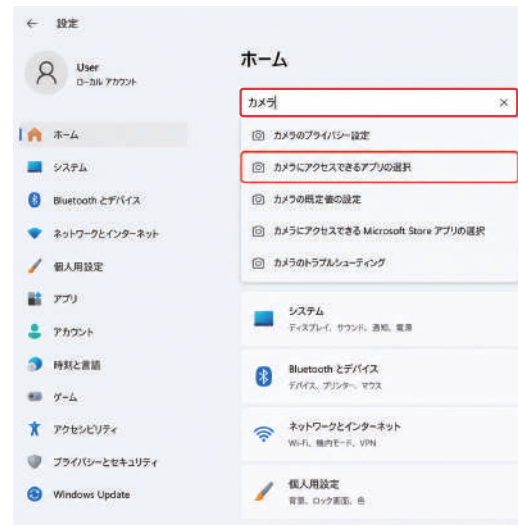 ← 設定
User
ローカル アカウント
ホーム
システム
Bluetooth とデバイス
ネットワークとインターネット
個人用設定
アプリ
アカウント
時刻と言語
ゲーム
アクセシビリティ
プライバシーとセキュリティ
Windows Update
ホーム
カメラ ×
カメラのプライバシー設定
カメラにアクセスできるアプリの選択
カメラの既定値の設定
カメラにアクセスできる Microsoft Store アプリの選択
カメラのトラブルシューティング
システム
ディスプレイ、サウンド、通知、電源
Bluetooth とデバイス
デバイス、プリンター、マウス
ネットワークとインターネット
Wi-Fi、機内モード、VPN
個人用設定
背景、ロック画面、色